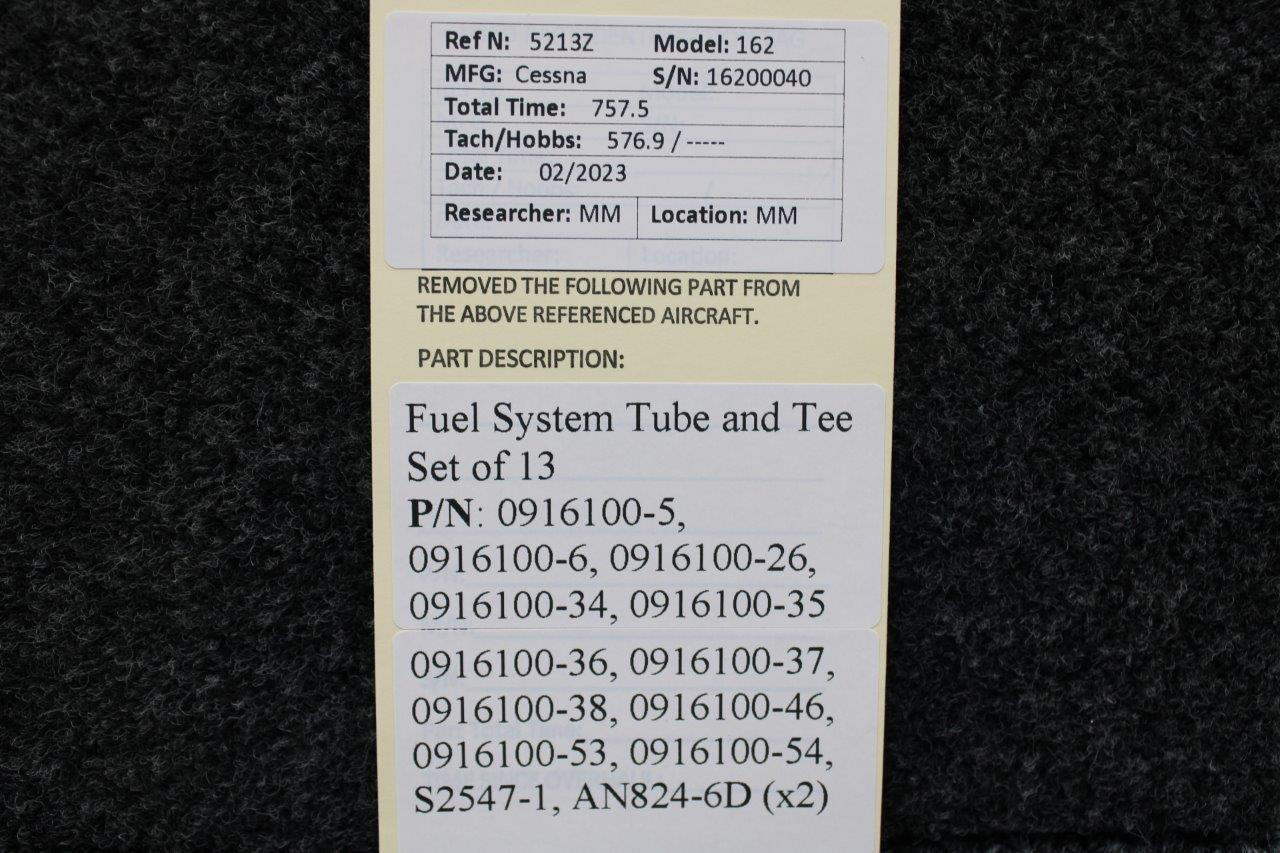 Ref N: 5213Z Model: 162
MFG: Cessna S/N: 16200040
Total Time: 757.5
Tach/Hobbs: 576.9 / -----
Date: 02/2023
Researcher: MM Location: MM
REMOVED THE FOLLOWING PART FROM
THE ABOVE REFERENCED AIRCRAFT.
PART DESCRIPTION:
Fuel System Tube and Tee
Set of 13
P/N: 0916100-5,
0916100-6, 0916100-26,
0916100-34, 0916100-35
0916100-36, 0916100-37,
0916100-38, 0916100-46,
0916100-53, 0916100-54,
S2547-1, AN824-6D (x2)